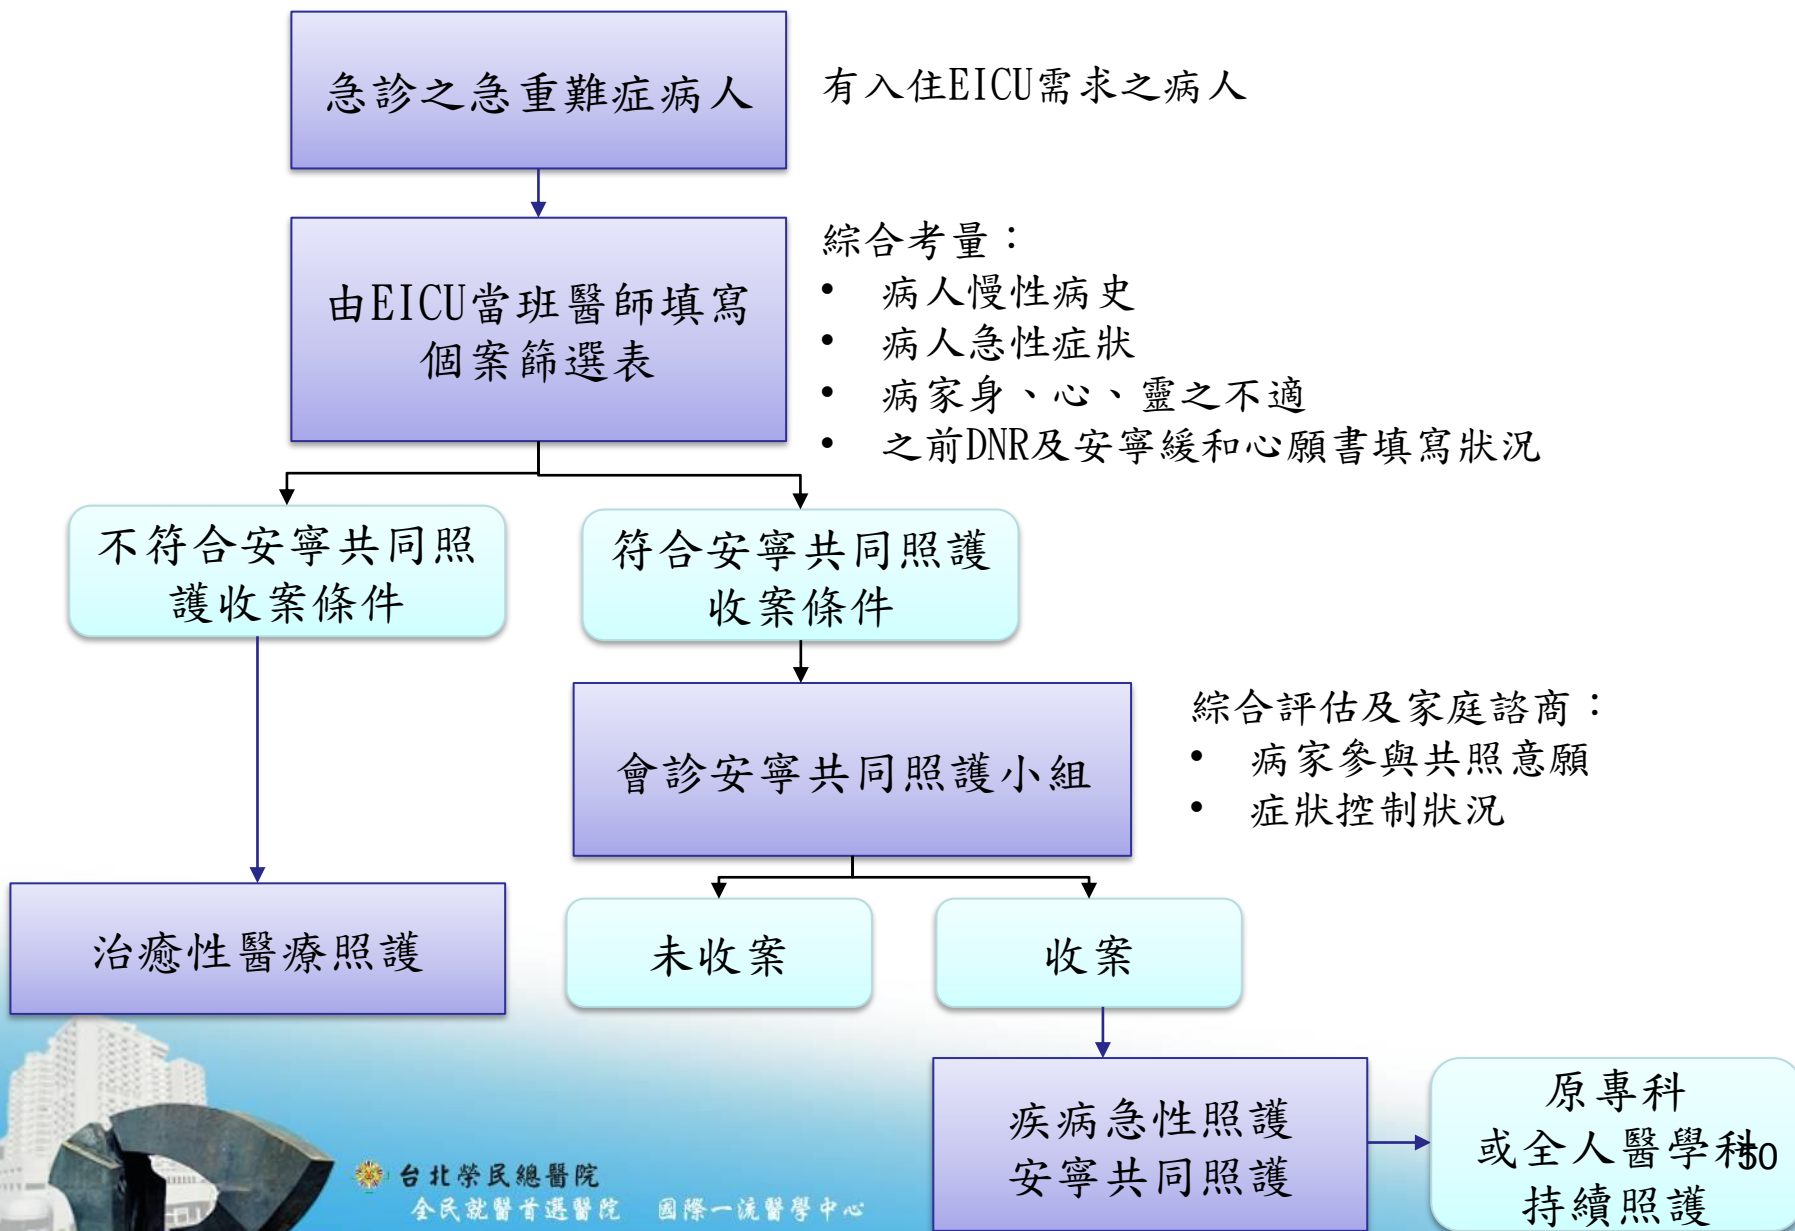 急診之急重難症病人
有入住EICU需求之病人
由EICU當班醫師填寫
個案篩選表
綜合考量：
• 病人慢性病史
• 病人急性症狀
• 病家身、心、靈之不適
• 之前DNR及安寧緩和心願書填寫狀況
不符合安寧共同照
護收案條件
符合安寧共同照護
收案條件
會診安寧共同照護小組
綜合評估及家庭諮商：
• 病家參與共照意願
• 症狀控制狀況
治癒性醫療照護
未收案
收案
疾病急性照護
安寧共同照護
原專科
或全人醫學科
持續照護
50
台北榮民總醫院
全民就醫首選醫院 國際一流醫學中心